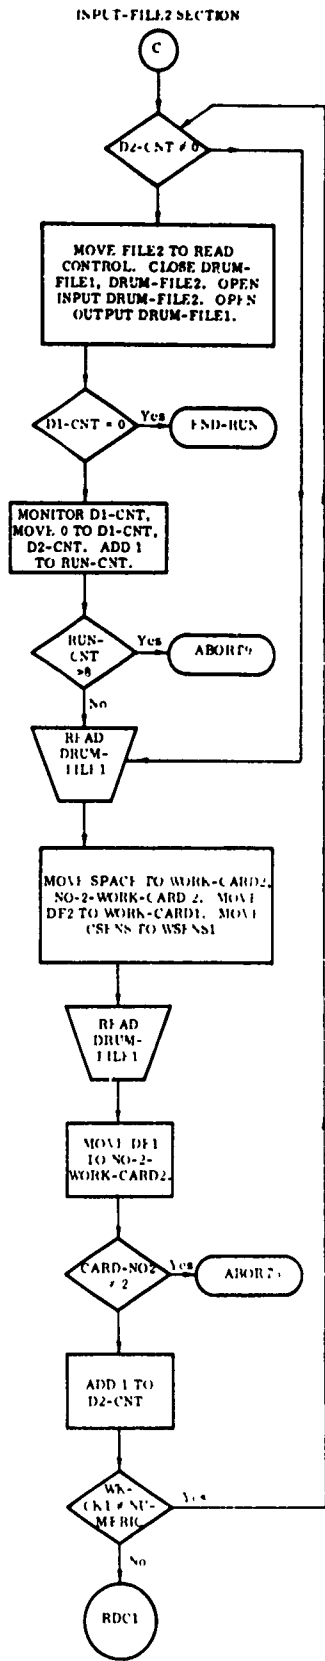 INPUT-FILE2 SECTION
C
D2-CNT ≠ 0
MOVE FILE2 TO READ
CONTROL. CLOSE DRUM-
FILE1, DRUM-FILE2. OPEN
INPUT DRUM-FILE2. OPEN
OUTPUT DRUM-FILE1.
D1-CNT = 0
Yes
END-RUN
MONITOR D1-CNT,
MOVE 0 TO D1-CNT,
D2-CNT. ADD 1
TO RUN-CNT.
RUN-
CNT
>8
Yes
ABORT9
No
READ
DRUM-
FILE1
MOVE SPACE TO WORK-CARD2,
NO-2-WORK-CARD 2. MOVE
DF2 TO WORK-CARD1. MOVE
CSENS TO WSENS1
READ
DRUM-
FILE1
MOVE DF1
TO NO-2-
WORK-CARD2.
CARD-NO2
≠ 2
Yes
ADD 1 TO
D2-CNT
WK-
CK1 ≠ NU-
MERIC
Yes
No
RDC1